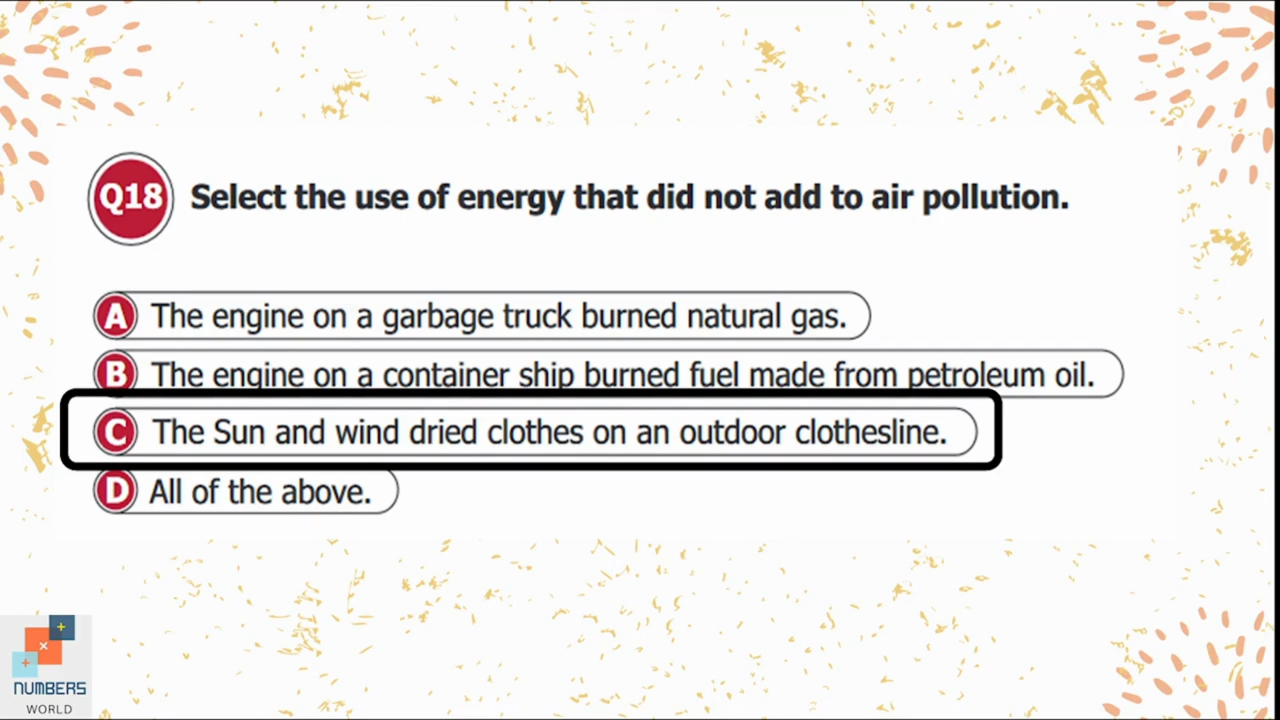 Q18 Select the use of energy that did not add to air pollution.
A The engine on a garbage truck burned natural gas.
B The engine on a container ship burned fuel made from petroleum oil.
C The Sun and wind dried clothes on an outdoor clothesline.
D All of the above.
+
×
+
NUMBERS
WORLD